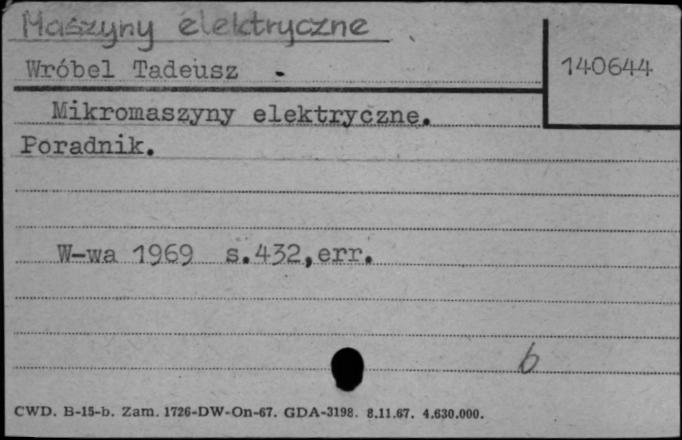 Maszyny elektryczne
Wróbel Tadeusz
140644
Mikromaszyny elektryczne.
Poradnik.
W-wa 1969 s.432,err.
b
CWD. B-15-b. Zam. 1726-DW-On-67. GDA-3198. 8.11.67. 4.630.000.